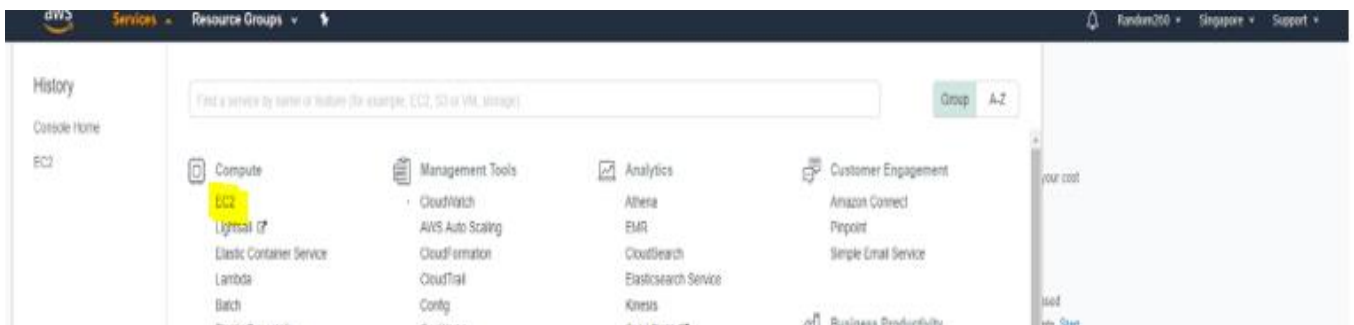 aws Services Resource Groups Random260 Singapore Support
History
Find a service by name or feature (for example, EC2, S3 or VM, storage).
Group A-Z
Console Home
EC2
Compute Management Tools Analytics Customer Engagement
EC2 CloudWatch Athena Amazon Connect
Lightsail AWS Auto Scaling EMR Pinpoint
Elastic Container Service CloudFormation CloudSearch Simple Email Service
Lambda CloudTrail Elasticsearch Service
Batch Config Kinesis
Business Productivity
your cost
Start